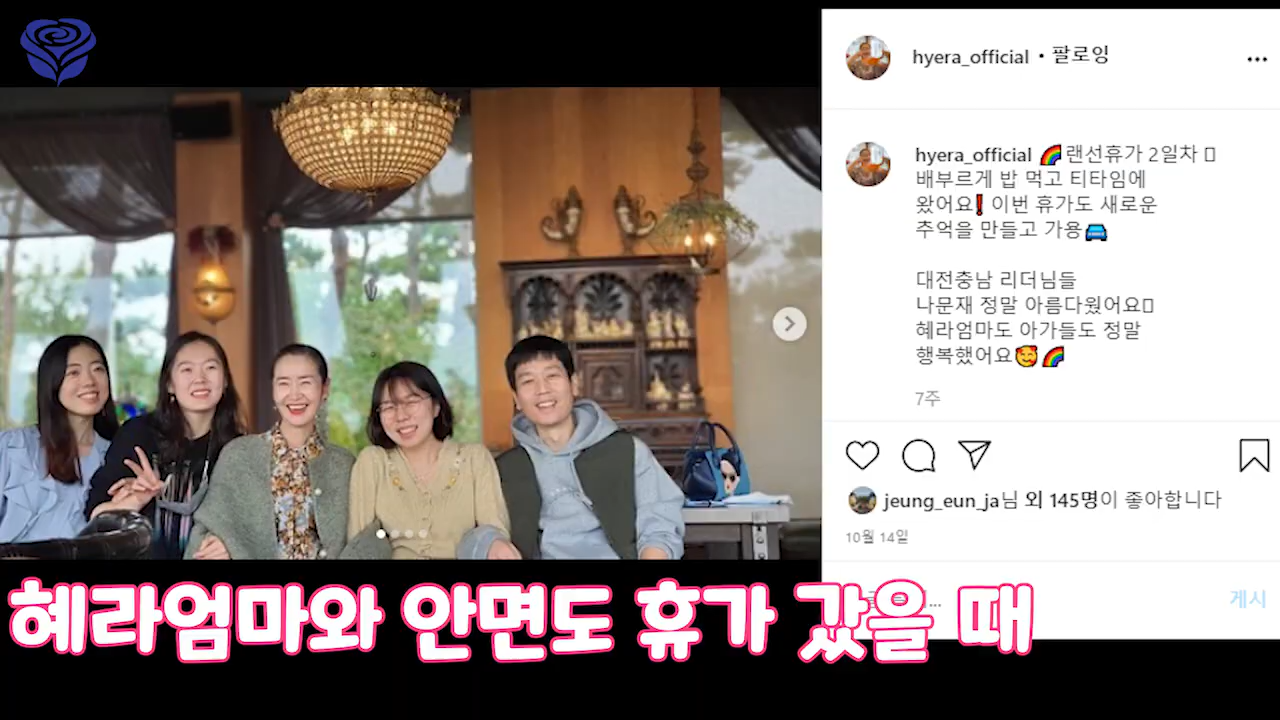 hyera_official • 팔로잉
hyera_official 🌈랜선휴가 2일차
배부르게 밥 먹고 티타임에
왔어요❗ 이번 휴가도 새로운
추억을 만들고 가용🚙
대전충남 리더님들
나문재 정말 아름다웠어요
혜라엄마도 아가들도 정말
행복했어요🥰🌈
7주
jeung_eun_ja님 외 145명이 좋아합니다
10월 14일
게시
혜라엄마와 안면도 휴가 갔을 때